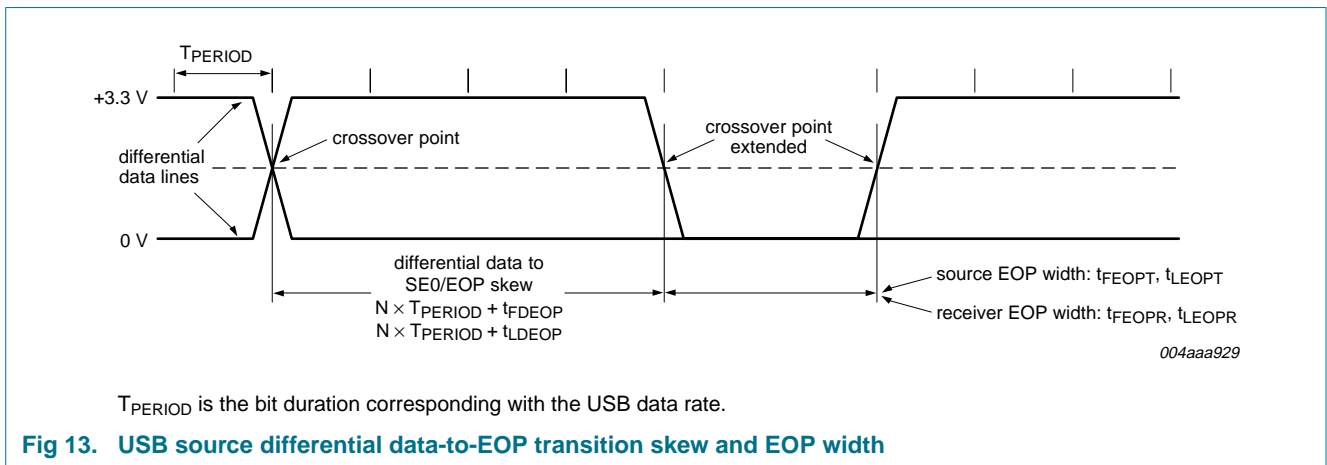 TPERIOD
+3.3 V
crossover point
crossover point
extended
differential
data lines
0 V
differential data to
SE0/EOP skew
N × TPERIOD + tFDEOP
N × TPERIOD + tLDEOP
source EOP width: tFEOPT, tLEOPT
receiver EOP width: tFEOPR, tLEOPR
004aaa929
TPERIOD is the bit duration corresponding with the USB data rate.
Fig 13. USB source differential data-to-EOP transition skew and EOP width